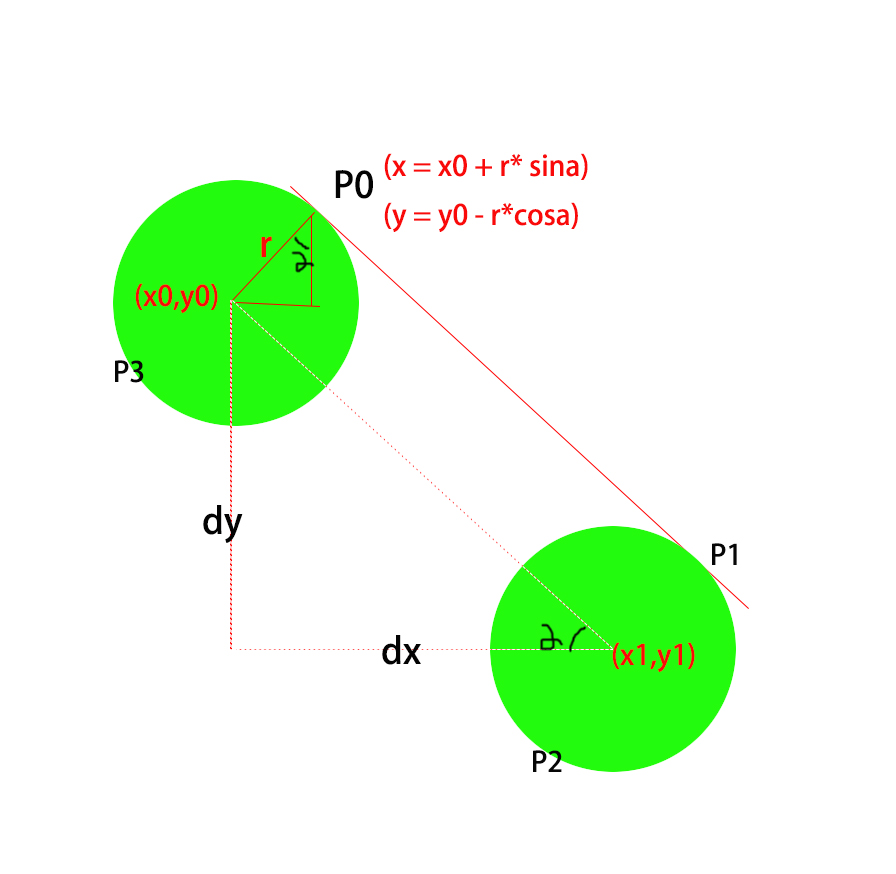 (x = x0 + r* sina)
P0
(y = y0 - r*cosa)
r
(x0,y0)
P3
dy
P1
dx
(x1,y1)
P2